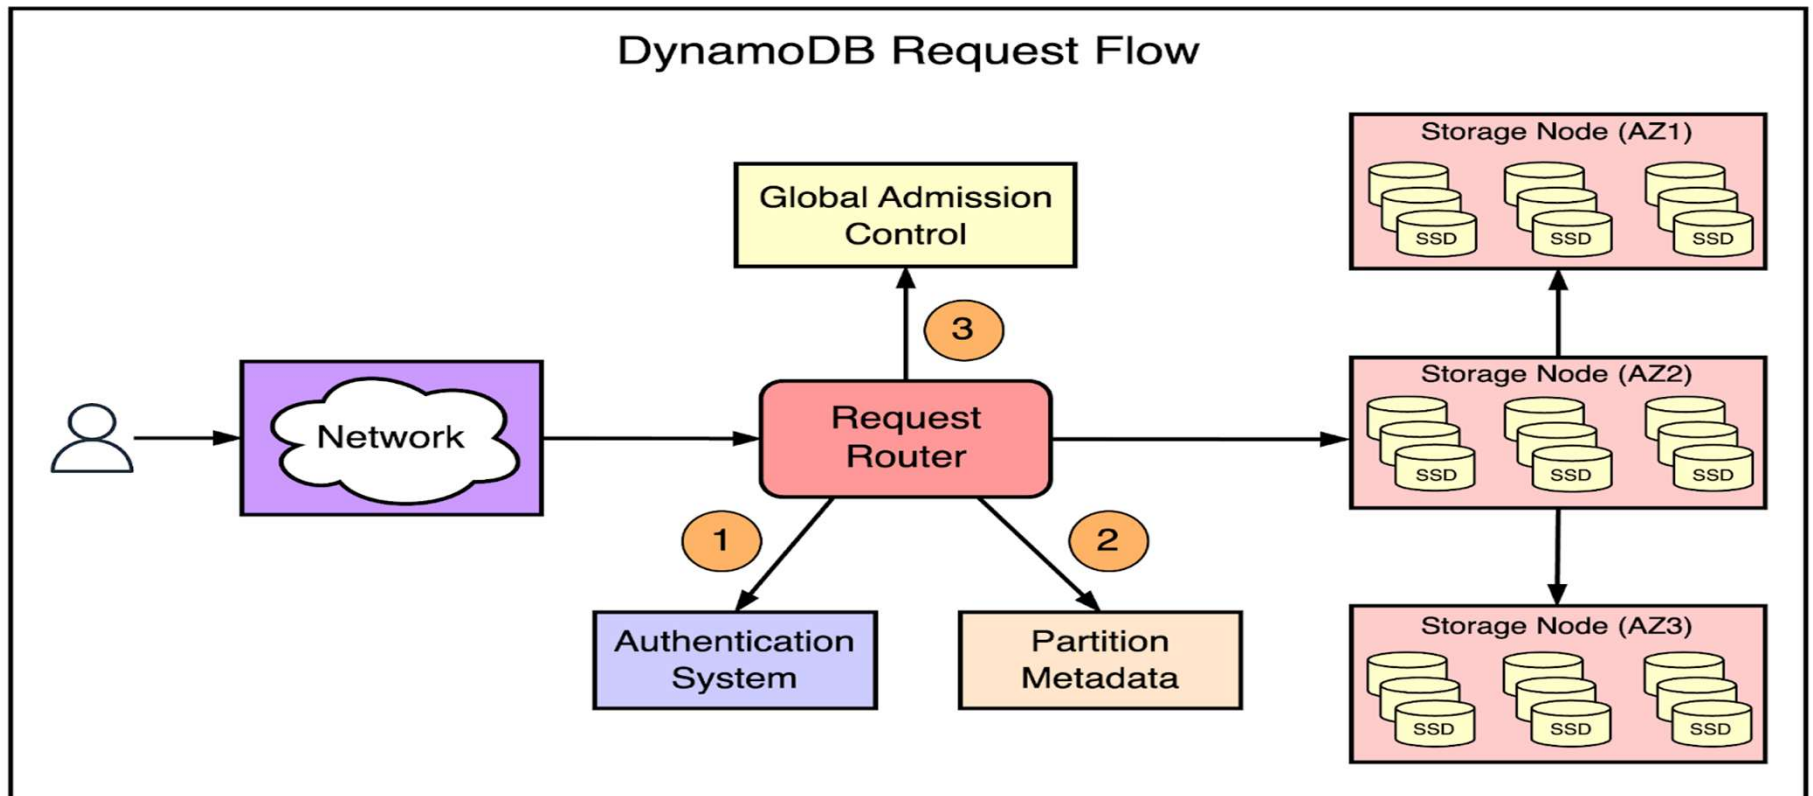 DynamoDB Request Flow
Storage Node (AZ1)
SSD SSD SSD
Global Admission
Control
3
Network
Request
Router
Storage Node (AZ2)
SSD SSD SSD
1
2
Authentication
System
Partition
Metadata
Storage Node (AZ3)
SSD SSD SSD